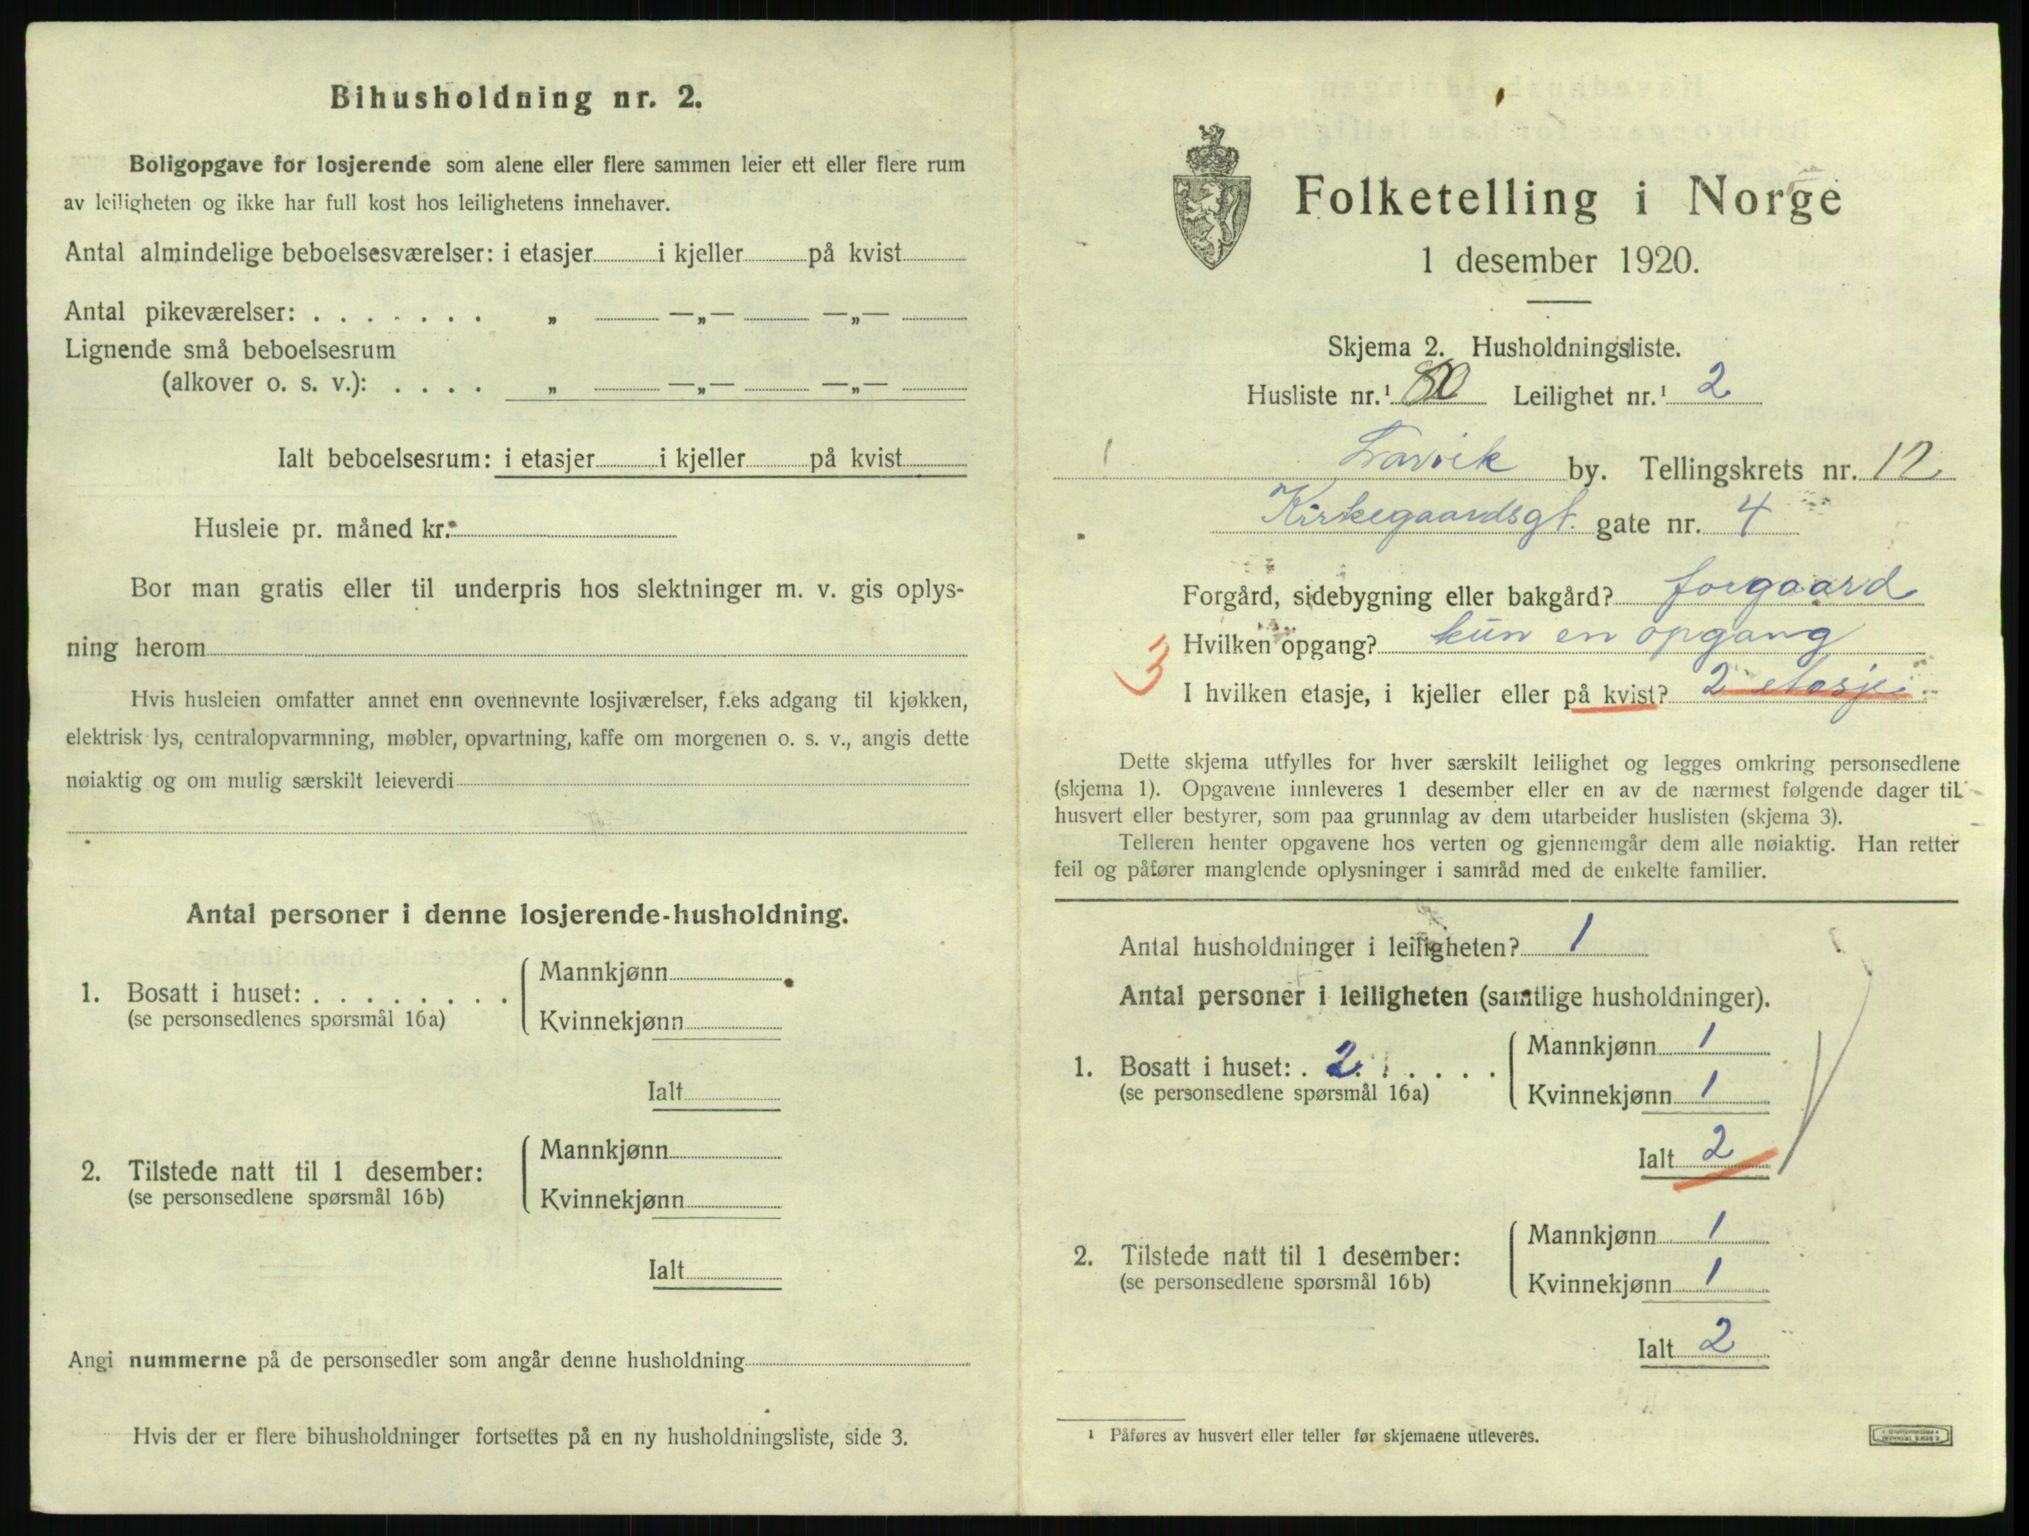 Bihusholdning nr. 2.
Boligopgave før losjerende som alene eller flere sammen leier ett eller flere rum
av leiligheten og ikke har full kost hos leilighetens innehaver.
Antal almindelige beboelsesværelser: i etasjer i kjeller på kvist
Antal pikeværelser: . . . . . . . „ —„— —„—
Lignende små beboelsesrum
(alkover o. s. v.): . . . . „ —„— —„—
Ialt beboelsesrum: i etasjer i kjeller på kvist
Husleie pr. måned kr.
Bor man gratis eller til underpris hos slektninger m. v. gis oplys-
ning herom
Hvis husleien omfatter annet enn ovennevnte losjiværelser, f.eks adgang til kjøkken,
elektrisk lys, centralopvarmning, møbler, opvartning, kaffe om morgenen o. s. v., angis dette
nøiaktig og om mulig særskilt leieverdi
Antal personer i denne losjerende-husholdning.
Mannkjønn
1. Bosatt i huset: . . . . . . . .
(se personsedlenes spørsmål 16a)
Kvinnekjønn
Ialt
Mannkjønn
2. Tilstede natt til 1 desember:
(se personsedlene spørsmål 16b)
Kvinnekjønn
Ialt
Angi nummerne på de personsedler som angår denne husholdning
Hvis der er flere bihusholdninger fortsettes på en ny husholdningsliste, side 3.
Folketelling i Norge
1 desember 1920.
Skjema 2. Husholdningsliste.
Husliste nr.¹ Leilighet nr.¹ 2
Larvik by. Tellingskrets nr. 12
Kirkegaardsgt. gate nr. 4
Forgård, sidebygning eller bakgård? forgaard
Hvilken opgang? kun en opgang
3 I hvilken etasje, i kjeller eller på kvist? 2 etasje
Dette skjema utfylles for hver særskilt leilighet og legges omkring personsedlene
(skjema 1). Opgavene innleveres 1 desember eller en av de nærmest følgende dager til
husvert eller bestyrer, som paa grunnlag av dem utarbeider huslisten (skjema 3).
Telleren henter opgavene hos verten og gjennemgår dem alle nøiaktig. Han retter
feil og påfører manglende oplysninger i samråd med de enkelte familier.
Antal husholdninger i leiligheten? 1
Antal personer i leiligheten (samtlige husholdninger).
Mannkjønn 1
1. Bosatt i huset: . 2 . . . . .
(se personsedlene spørsmål 16a)
Kvinnekjønn 1
Ialt 2
Mannkjønn 1
2. Tilstede natt til 1 desember:
(se personsedlene spørsmål 16b)
Kvinnekjønn 1
Ialt 2
¹ Påføres av husvert eller teller før skjemaene utleveres.